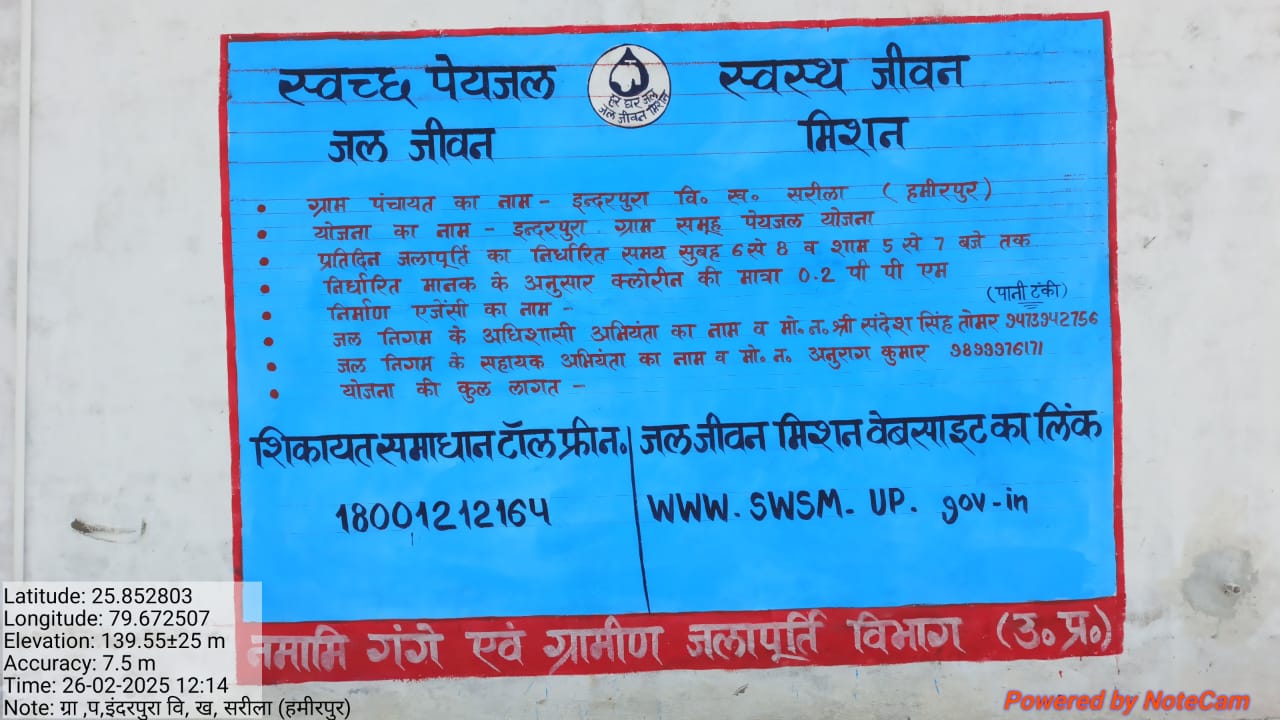 स्वच्छ पेयजल
स्वस्थ जीवन
हर घर जल
जल जीवन मिशन
जल जीवन
मिशन
• ग्राम पंचायत का नाम - इन्दरपुरा वि० ख० सरीला ( हमीरपुर )
• योजना का नाम - इन्दरपुरा ग्राम समूह पेयजल योजना
• प्रतिदिन जलापूर्ति का निर्धारित समय सुबह 6 से 8 व शाम 5 से 7 बजे तक
• निर्धारित मानक के अनुसार क्लोरीन की मात्रा 0.2 पी पी एम
• निर्माण एजेंसी का नाम -
(पानी टंकी)
• जल निगम के अधिशासी अभियंता का नाम व मो० न० श्री संदेश सिंह तोमर 9473942756
• जल निगम के सहायक अभियंता का नाम व मो० न० अनुराग कुमार 9899976171
• योजना की कुल लागत -
शिकायत समाधान टॉल फ्री न०
18001212164
जल जीवन मिशन वेबसाइट का लिंक
WWW. SWSM- UP. gov-in
नमामि गंगे एवं ग्रामीण जलापूर्ति विभाग (उ० प्र०)
Latitude: 25.852803
Longitude: 79.672507
Elevation: 139.55±25 m
Accuracy: 7.5 m
Time: 26-02-2025 12:14
Note: ग्रा ,प,इंदरपुरा वि, ख, सरीला (हमीरपुर)
Powered by NoteCam